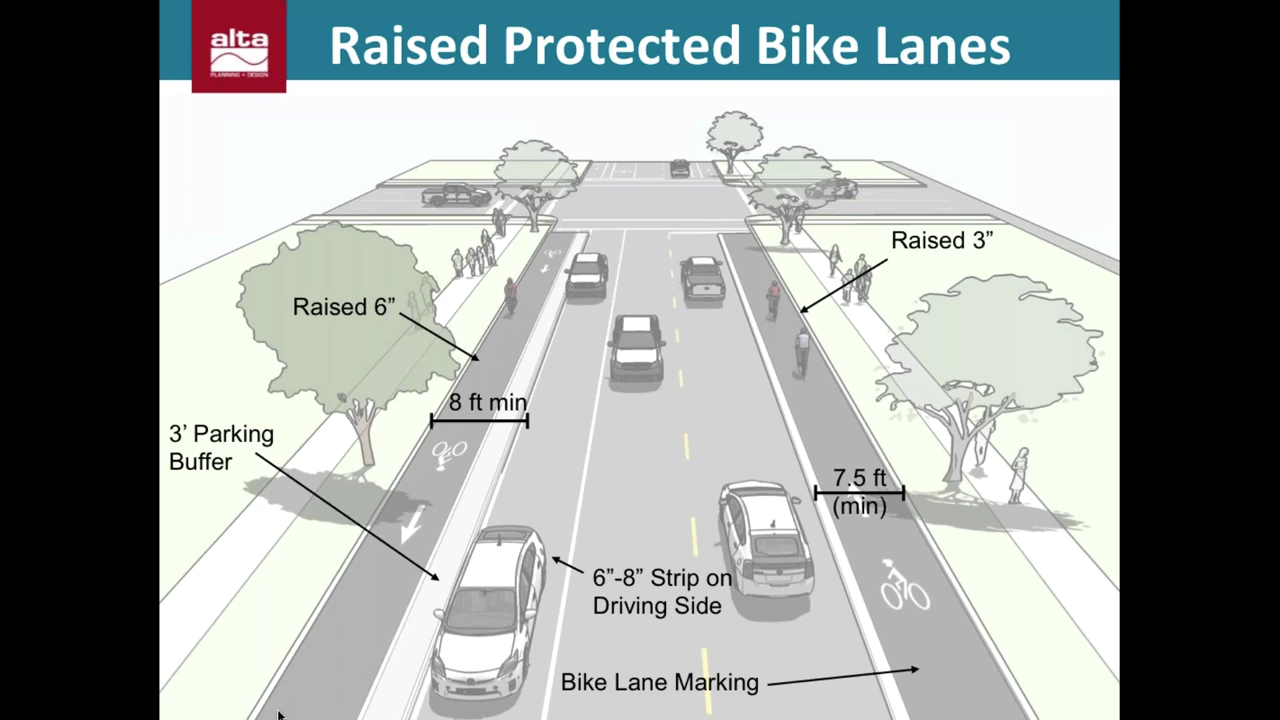 alta
PLANNING + DESIGN
Raised Protected Bike Lanes
Raised 3”
Raised 6”
8 ft min
3’ Parking
Buffer
7.5 ft
(min)
6”-8” Strip on
Driving Side
Bike Lane Marking